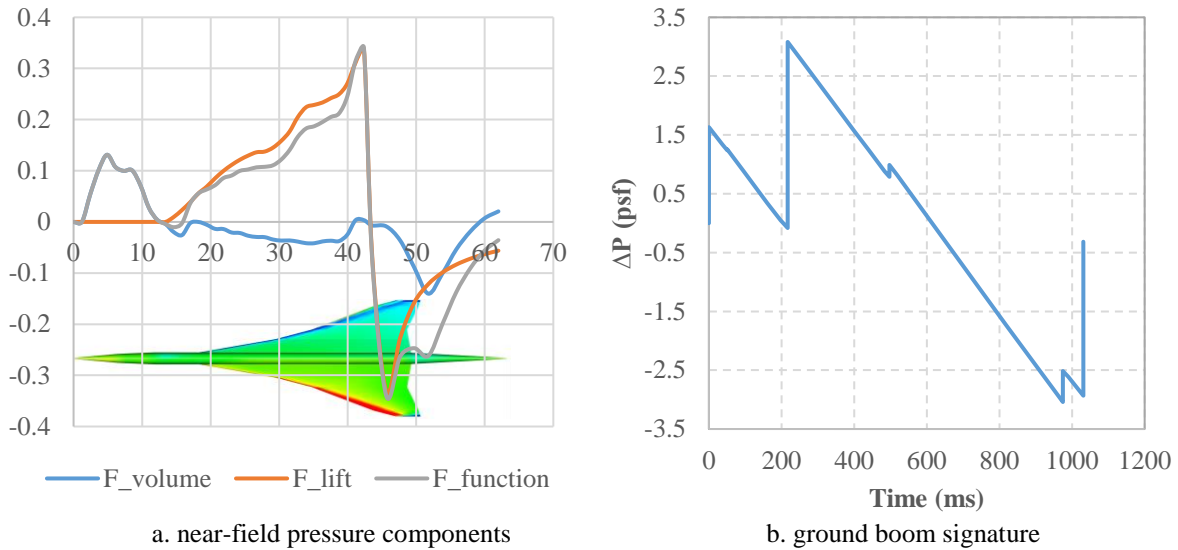 0.4
0.3
0.2
0.1
0
-0.1
-0.2
-0.3
-0.4
0 10 20 30 40 50 60 70
F_volume F_lift F_function
a. near-field pressure components
3.5
2.5
1.5
0.5
-0.5
-1.5
-2.5
-3.5
ΔP (psf)
0 200 400 600 800 1000 1200
Time (ms)
b. ground boom signature